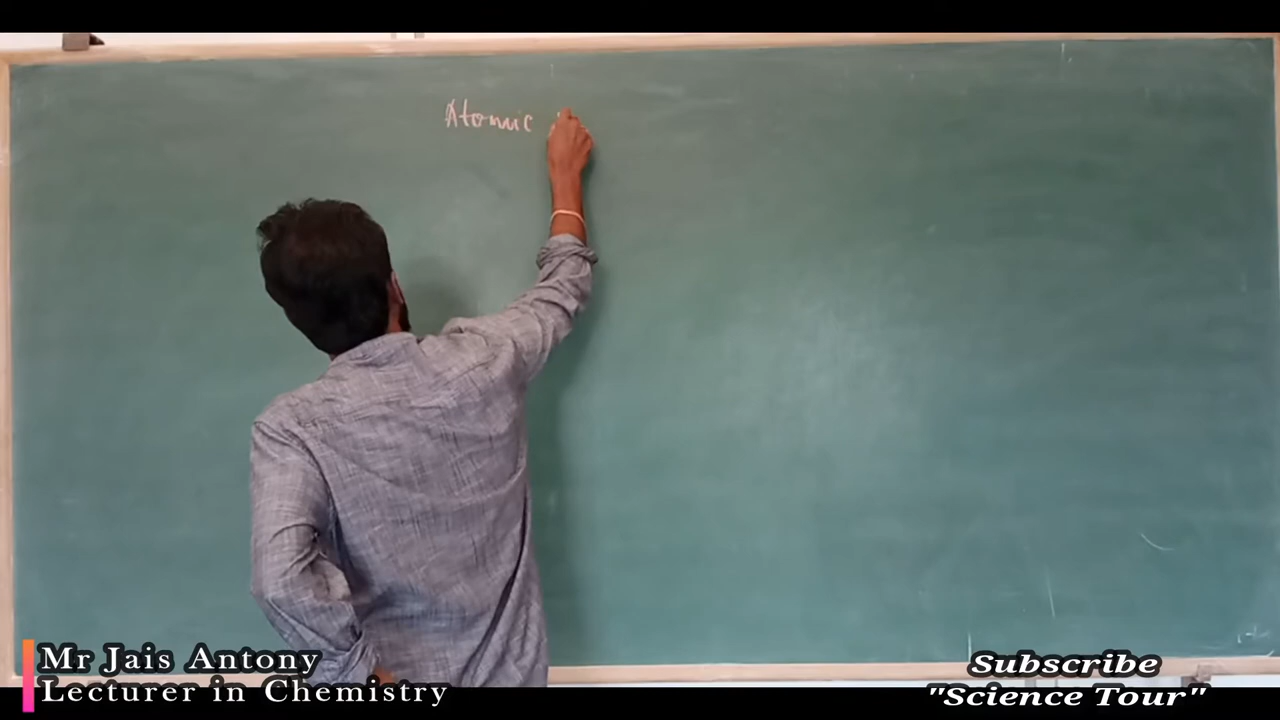 Atomic
Mr Jais Antony
Lecturer in Chemistry
Subscribe
"Science Tour"